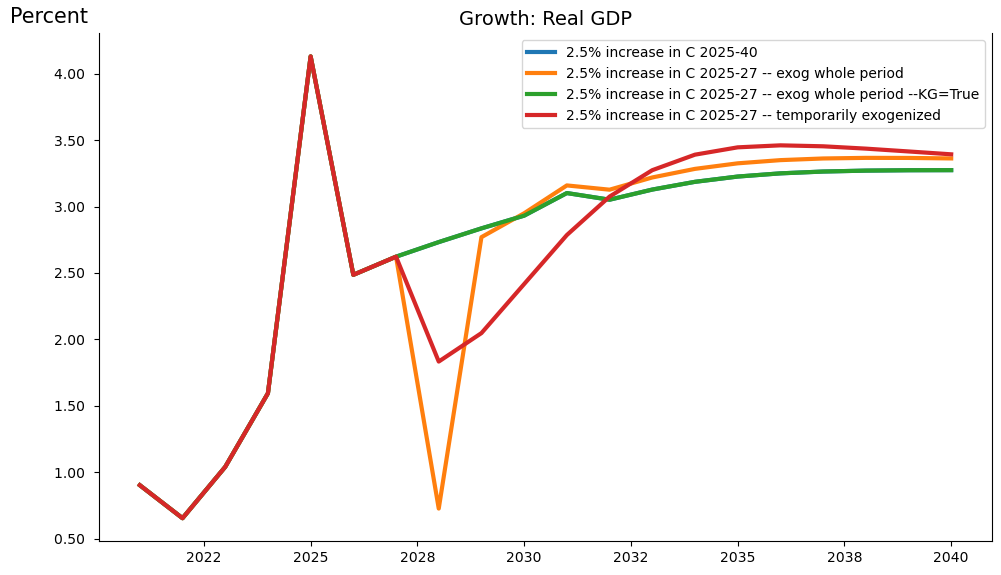 Percent
Growth: Real GDP
2.5% increase in C 2025-40
2.5% increase in C 2025-27 -- exog whole period
2.5% increase in C 2025-27 -- exog whole period --KG=True
2.5% increase in C 2025-27 -- temporarily exogenized
4.00
3.50
3.00
2.50
2.00
1.50
1.00
0.50
2022 2025 2028 2030 2032 2035 2038 2040